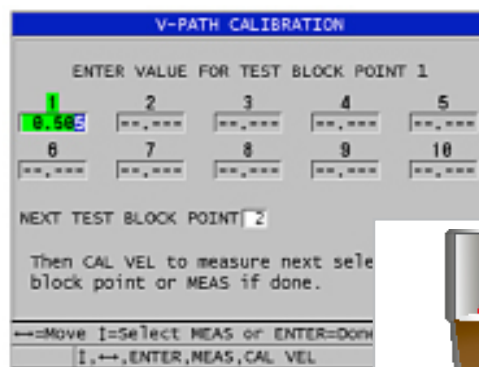 V-PATH CALIBRATION
ENTER VALUE FOR TEST BLOCK POINT 1
1 2 3 4 5
0.505 --.--- --.--- --.--- --.---
6 7 8 9 10
--.--- --.--- --.--- --.--- --.---
NEXT TEST BLOCK POINT 2
Then CAL VEL to measure next sele
block point or MEAS if done.
↔=Move ↕=Select MEAS or ENTER=Done
↕,↔,ENTER,MEAS,CAL VEL